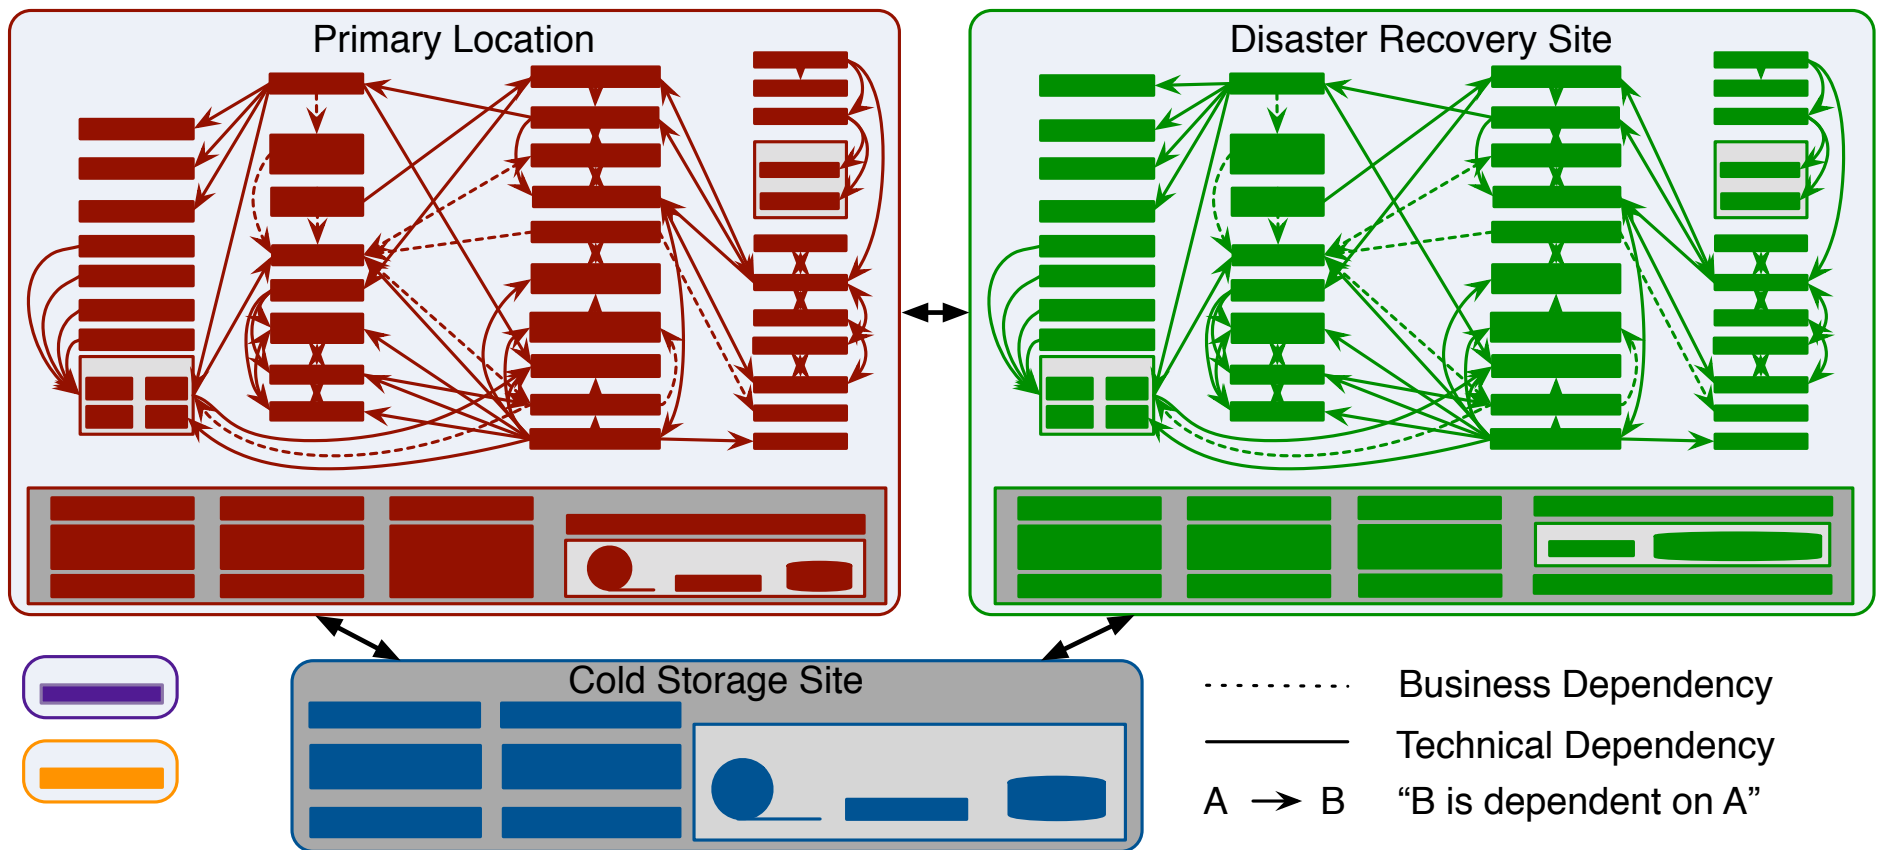 Primary Location
Disaster Recovery Site
Cold Storage Site
Business Dependency
Technical Dependency
A B “B is dependent on A”